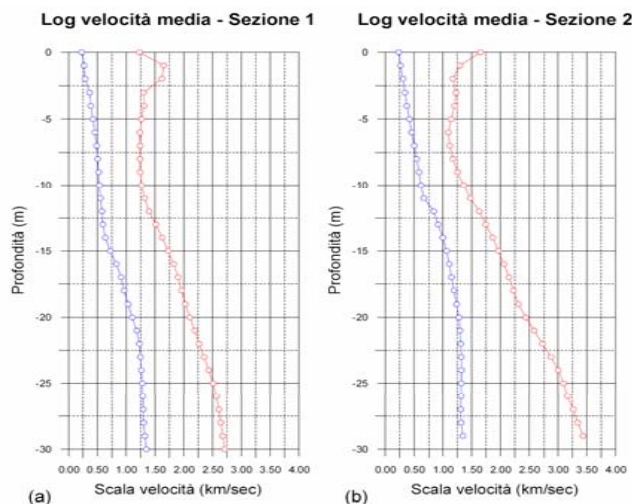 Log velocità media - Sezione 1
Log velocità media - Sezione 2
Profondità (m)
0
-5
-10
-15
-20
-25
-30
0.00 0.50 1.00 1.50 2.00 2.50 3.00 3.50 4.00
Scala velocità (km/sec)
(a)
Profondità (m)
0
-5
-10
-15
-20
-25
-30
0.00 0.50 1.00 1.50 2.00 2.50 3.00 3.50 4.00
Scala velocità (km/sec)
(b)